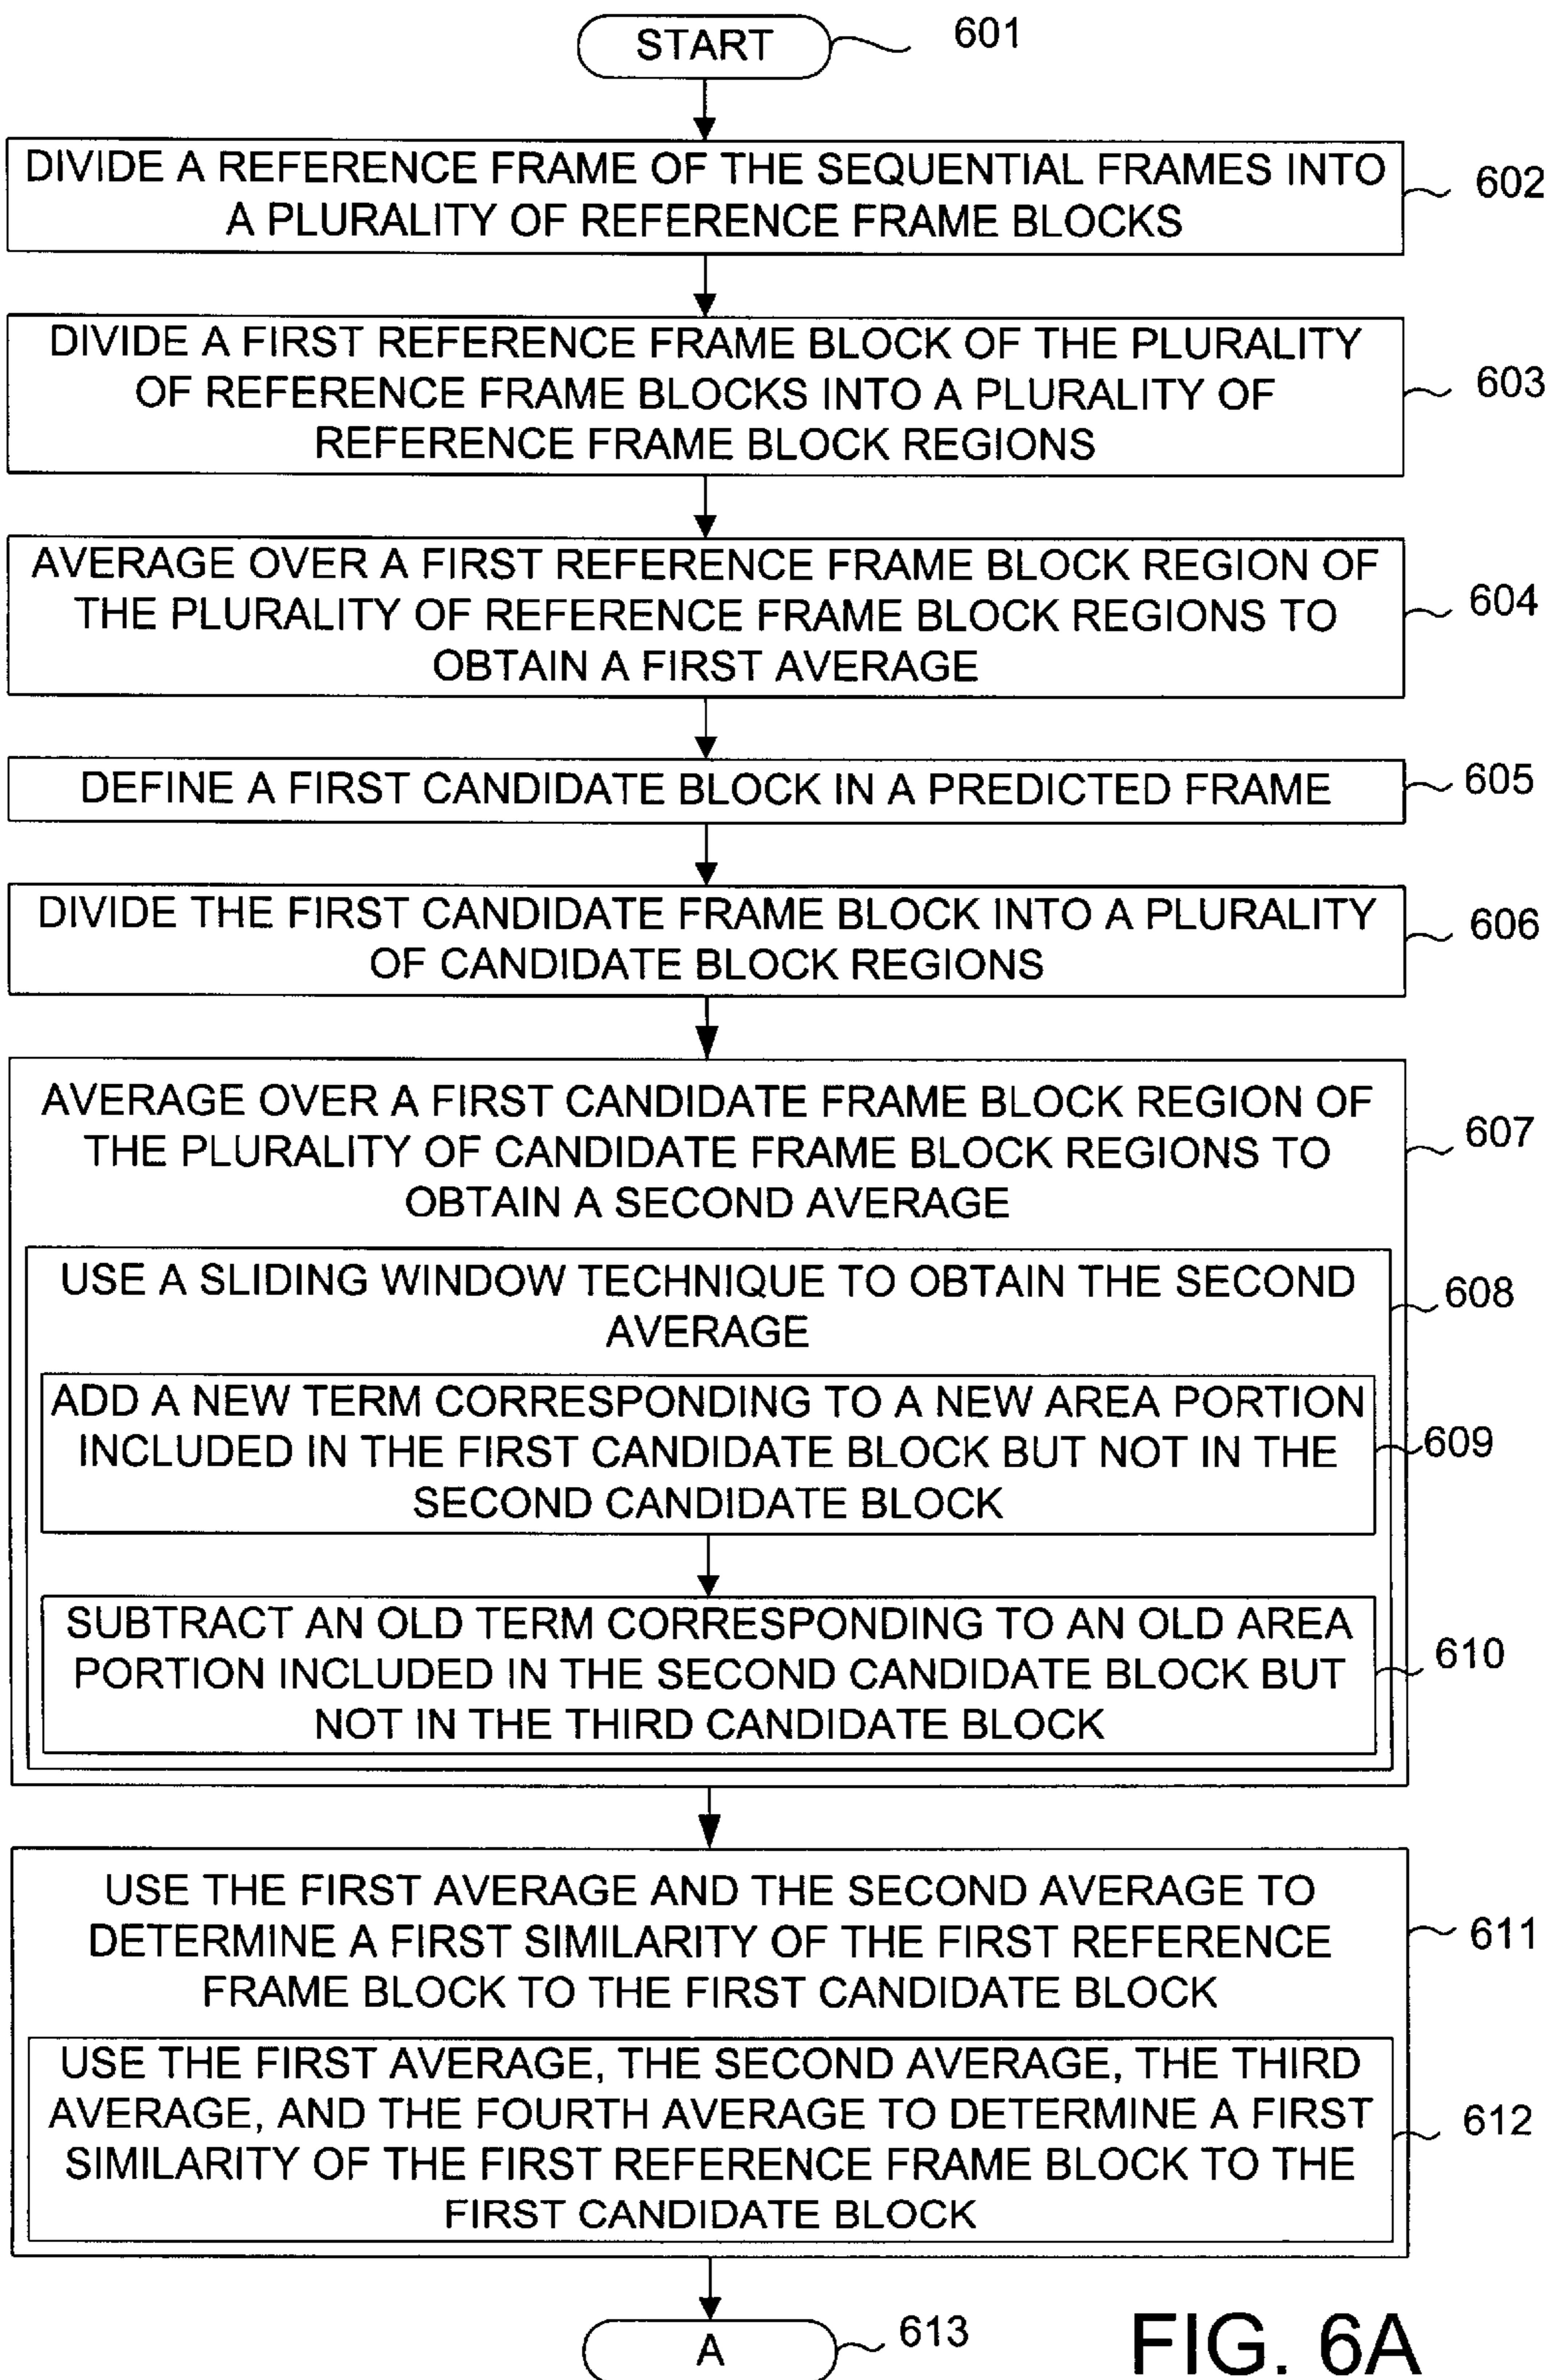 START
601
DIVIDE A REFERENCE FRAME OF THE SEQUENTIAL FRAMES INTO
A PLURALITY OF REFERENCE FRAME BLOCKS
602
DIVIDE A FIRST REFERENCE FRAME BLOCK OF THE PLURALITY
OF REFERENCE FRAME BLOCKS INTO A PLURALITY OF
REFERENCE FRAME BLOCK REGIONS
603
AVERAGE OVER A FIRST REFERENCE FRAME BLOCK REGION OF
THE PLURALITY OF REFERENCE FRAME BLOCK REGIONS TO
OBTAIN A FIRST AVERAGE
604
DEFINE A FIRST CANDIDATE BLOCK IN A PREDICTED FRAME
605
DIVIDE THE FIRST CANDIDATE FRAME BLOCK INTO A PLURALITY
OF CANDIDATE BLOCK REGIONS
606
AVERAGE OVER A FIRST CANDIDATE FRAME BLOCK REGION OF
THE PLURALITY OF CANDIDATE FRAME BLOCK REGIONS TO
OBTAIN A SECOND AVERAGE
607
USE A SLIDING WINDOW TECHNIQUE TO OBTAIN THE SECOND
AVERAGE
608
ADD A NEW TERM CORRESPONDING TO A NEW AREA PORTION
INCLUDED IN THE FIRST CANDIDATE BLOCK BUT NOT IN THE
SECOND CANDIDATE BLOCK
609
SUBTRACT AN OLD TERM CORRESPONDING TO AN OLD AREA
PORTION INCLUDED IN THE SECOND CANDIDATE BLOCK BUT
NOT IN THE THIRD CANDIDATE BLOCK
610
USE THE FIRST AVERAGE AND THE SECOND AVERAGE TO
DETERMINE A FIRST SIMILARITY OF THE FIRST REFERENCE
FRAME BLOCK TO THE FIRST CANDIDATE BLOCK
611
USE THE FIRST AVERAGE, THE SECOND AVERAGE, THE THIRD
AVERAGE, AND THE FOURTH AVERAGE TO DETERMINE A FIRST
SIMILARITY OF THE FIRST REFERENCE FRAME BLOCK TO THE
FIRST CANDIDATE BLOCK
612
A
613
FIG. 6A